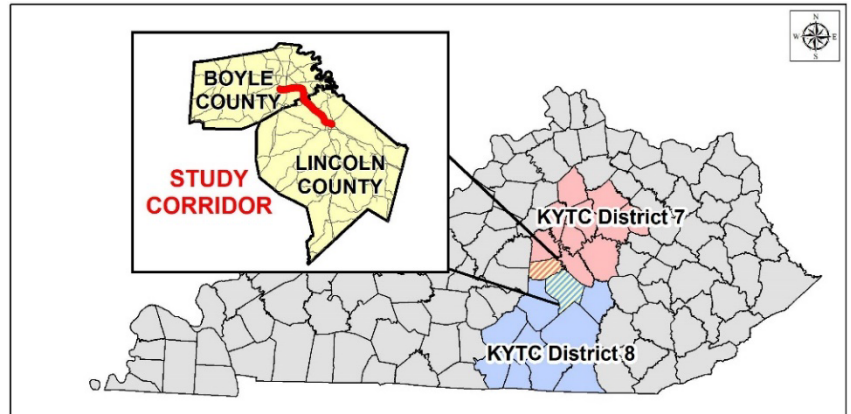 N
W E
S
BOYLE
COUNTY
LINCOLN
COUNTY
STUDY
CORRIDOR
KYTC District 7
KYTC District 8